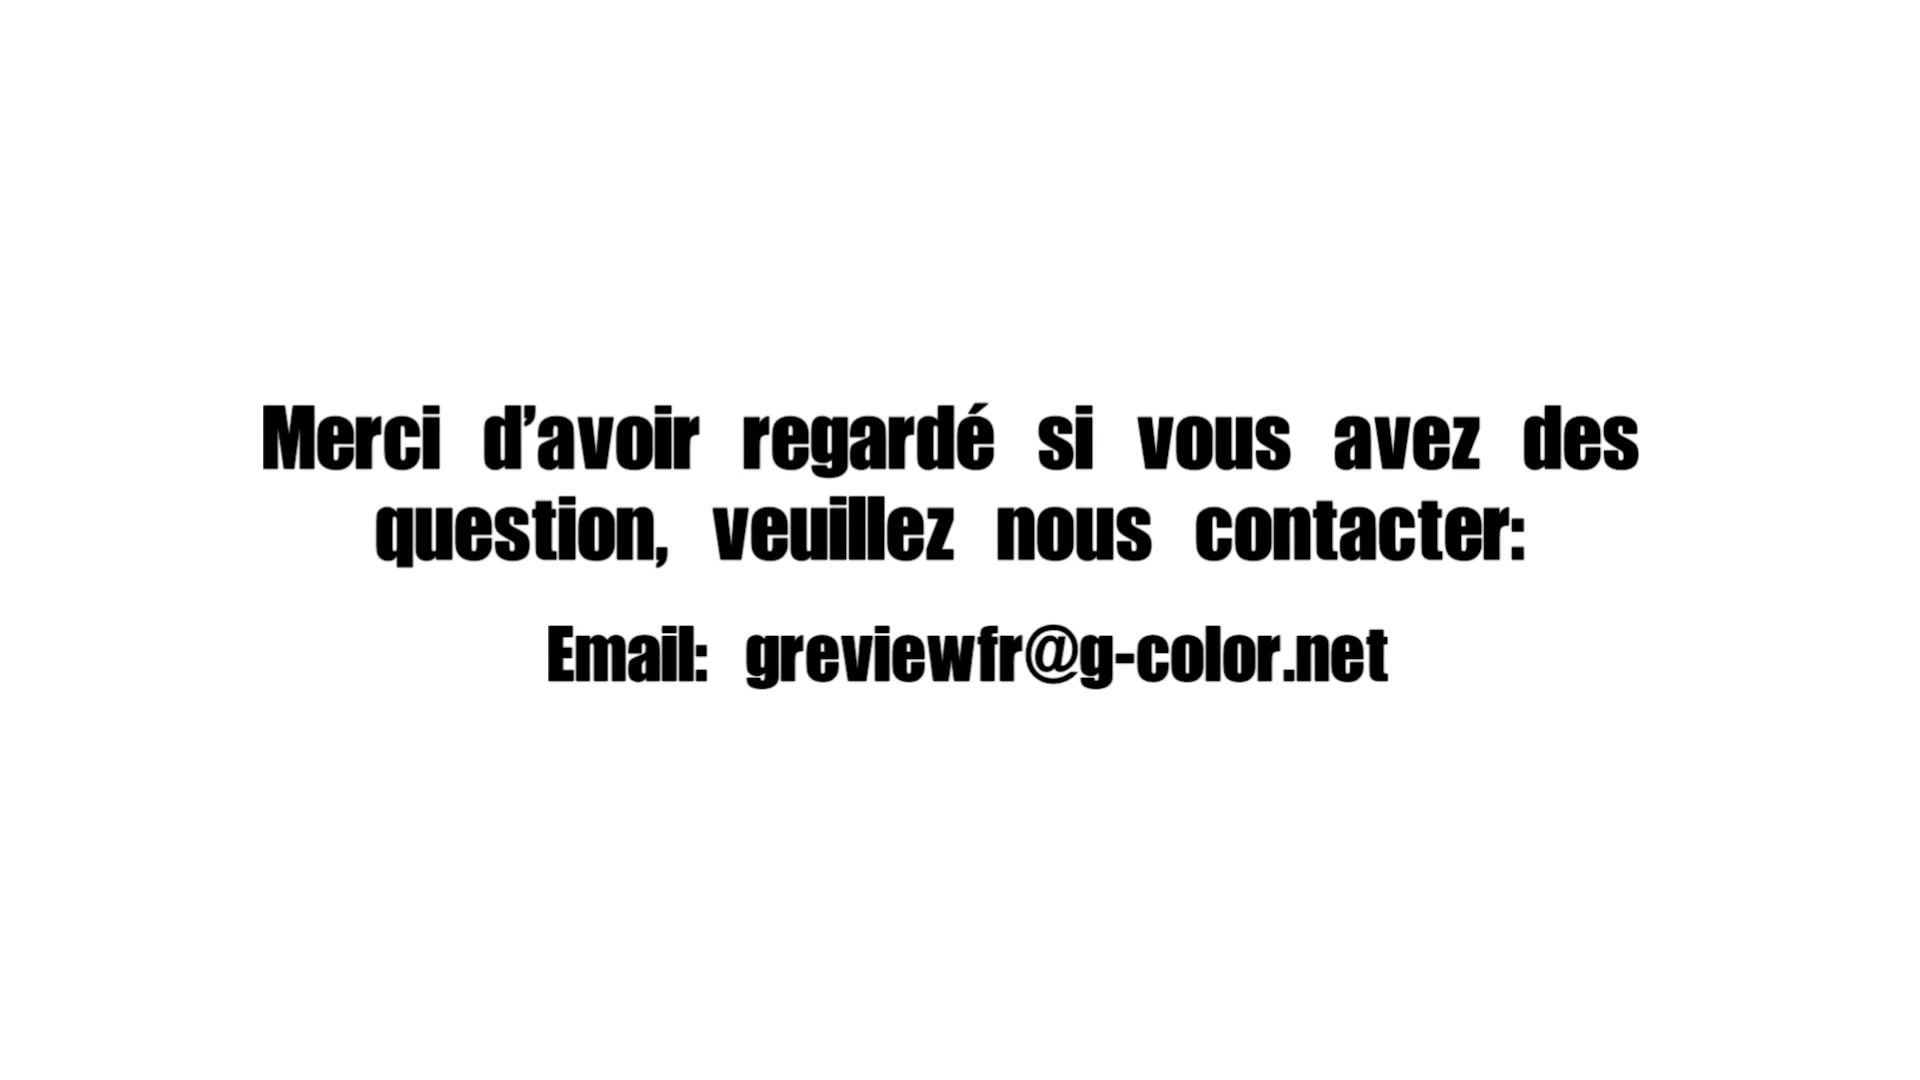 Merci d’avoir regardé si vous avez des
question, veuillez nous contacter:
Email: greviewfr@g-color.net